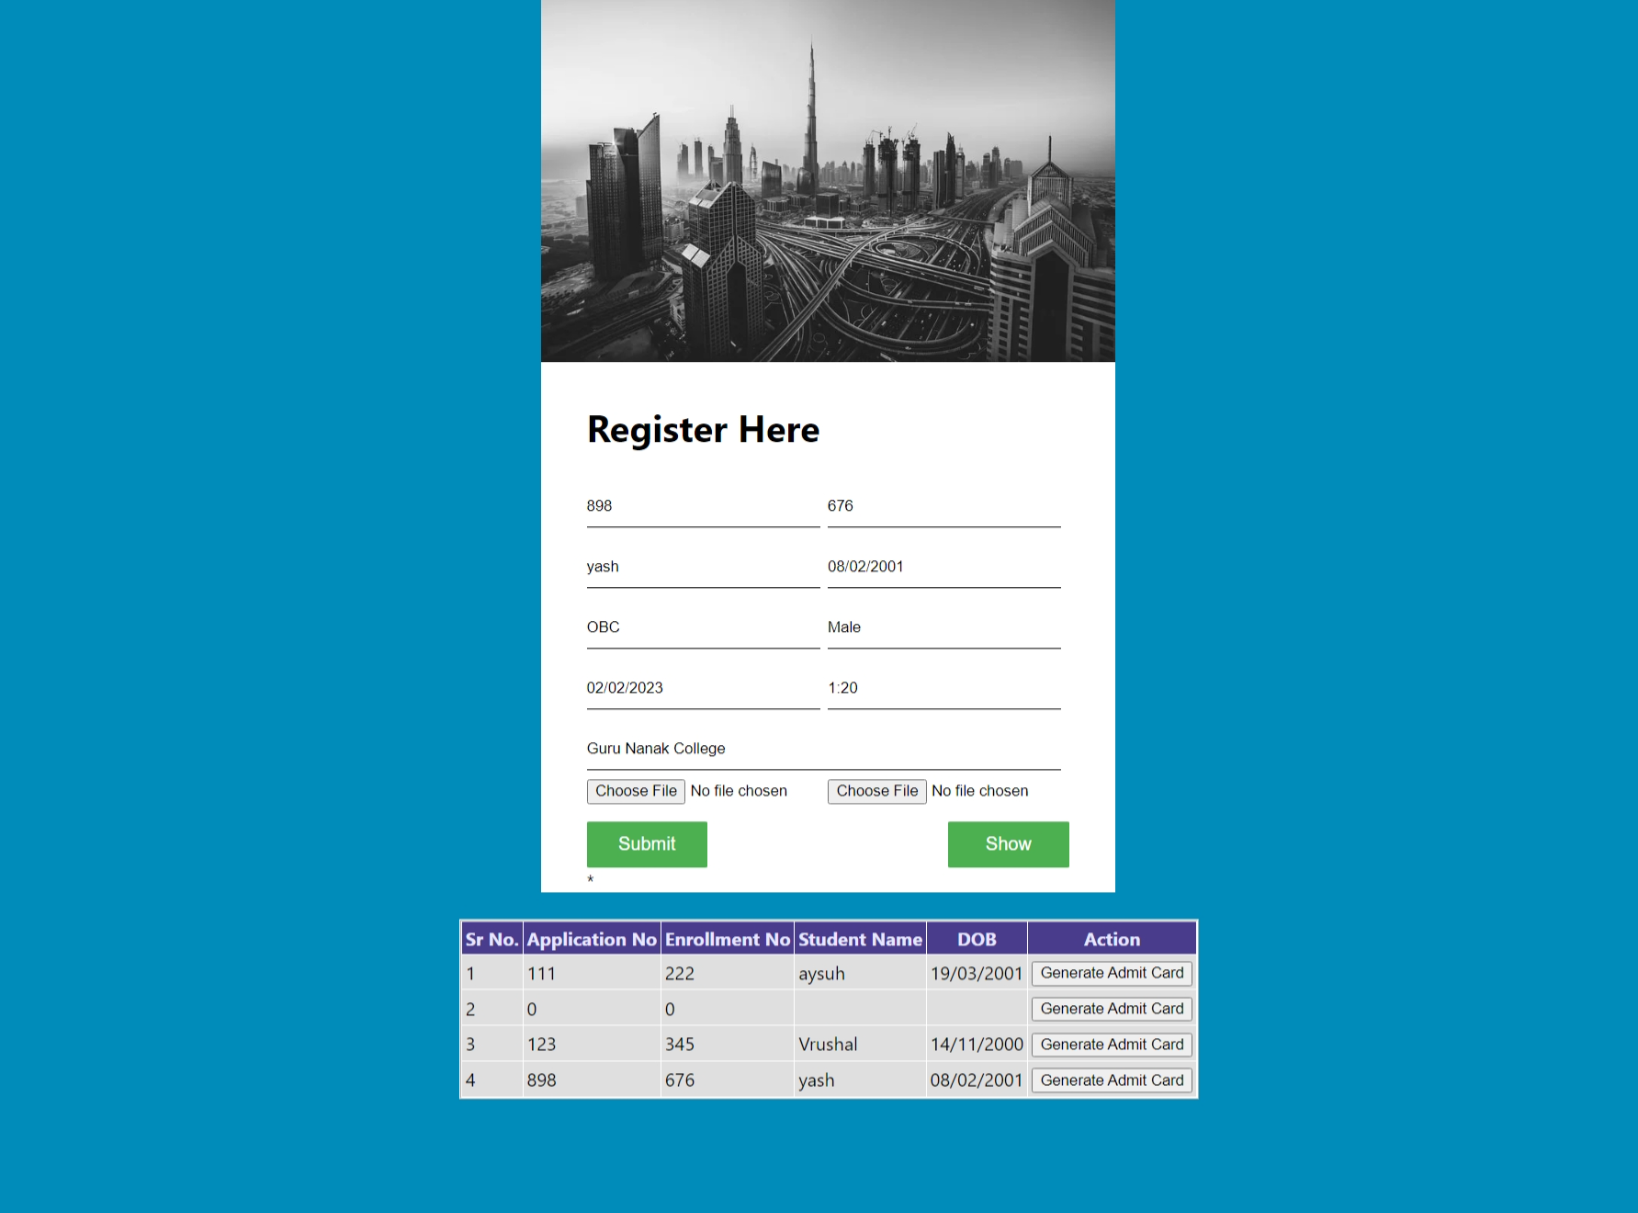 Register Here
898 676
yash 08/02/2001
OBC Male
02/02/2023 1:20
Guru Nanak College
Choose File No file chosen Choose File No file chosen
Submit Show
*
Sr No. Application No Enrollment No Student Name DOB Action
1 111 222 aysuh 19/03/2001 Generate Admit Card
2 0 0 Generate Admit Card
3 123 345 Vrushal 14/11/2000 Generate Admit Card
4 898 676 yash 08/02/2001 Generate Admit Card